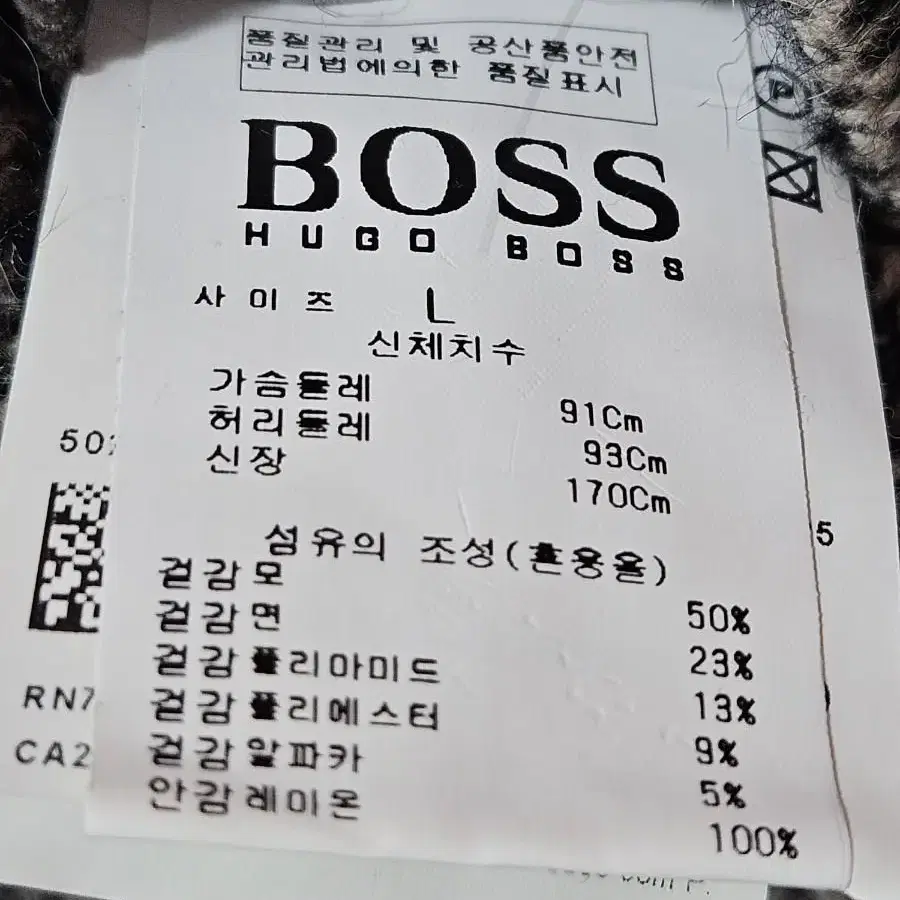 품질관리 및 공산품안전
관리법에의한 품질표시
BOSS
HUGO BOSS
사이즈 L
신체치수
가슴둘레 91Cm
허리둘레 93Cm
신장 170Cm
섬유의 조성(혼용율)
겉감모 50%
겉감면 23%
겉감폴리아미드 13%
겉감폴리에스터 9%
겉감알파카 5%
안감레이온 100%
50
RN7
CA2
5
P